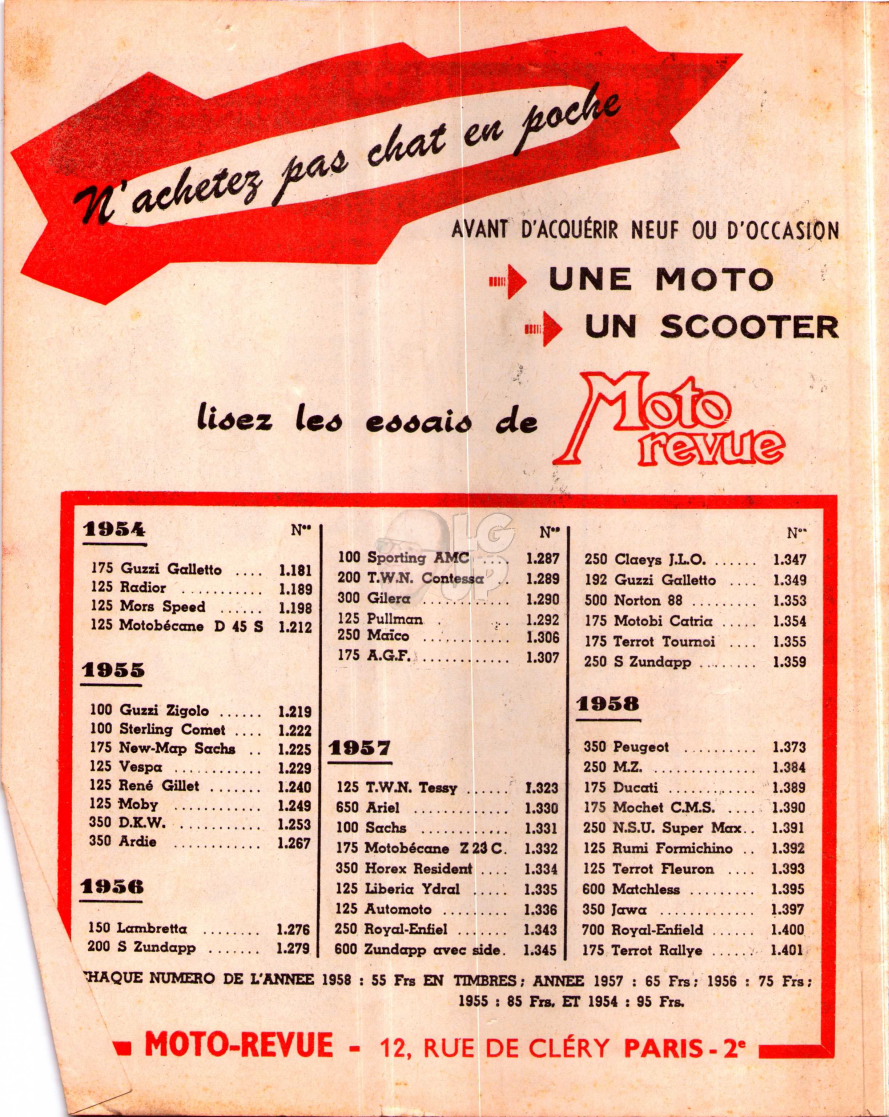 N'achetez pas chat en poche
AVANT D'ACQUÉRIR NEUF OU D'OCCASION
UNE MOTO
UN SCOOTER
lisez les essais de Moto revue
1954 Nos
175 Guzzi Galletto .... 1.181
125 Radior ........... 1.189
125 Mors Speed ...... 1.198
125 Motobécane D 45 S 1.212
1955
100 Guzzi Zigolo ...... 1.219
100 Sterling Comet .... 1.222
175 New-Map Sachs .. 1.225
125 Vespa ............ 1.229
125 René Gillet ....... 1.240
125 Moby ............ 1.249
350 D.K.W. ........... 1.253
350 Ardie ............ 1.267
1956
150 Lambretta ........ 1.276
200 S Zundapp ....... 1.279
Nos
100 Sporting AMC ... 1.287
200 T.W.N. Contessa .. 1.289
300 Gilera ............ 1.290
125 Pullman . .. 1.292
250 Maïco ............ 1.306
175 A.G.F. ............ 1.307
1957
125 T.W.N. Tessy ...... 1.323
650 Ariel ............. 1.330
100 Sachs ............ 1.331
175 Motobécane Z 23 C. 1.332
350 Horex Resident .... 1.334
125 Liberia Ydral ..... 1.335
125 Automoto ......... 1.336
250 Royal-Enfiel ...... 1.343
600 Zundapp avec side. 1.345
Nos
250 Claeys J.L.O. ...... 1.347
192 Guzzi Galletto .... 1.349
500 Norton 88 ......... 1.353
175 Motobi Catria ..... 1.354
175 Terrot Tournoi .... 1.355
250 S Zundapp ........ 1.359
1958
350 Peugeot .......... 1.373
250 M.Z. ............. 1.384
175 Ducati ........... 1.389
175 Mochet C.M.S. ..... 1.390
250 N.S.U. Super Max.. 1.391
125 Rumi Formichino .. 1.392
125 Terrot Fleuron .... 1.393
600 Matchless ......... 1.395
350 Jawa ............. 1.397
700 Royal-Enfield ..... 1.400
175 Terrot Rallye ...... 1.401
CHAQUE NUMERO DE L'ANNEE 1958 : 55 Frs EN TIMBRES; ANNEE 1957 : 65 Frs; 1956 : 75 Frs;
1955 : 85 Frs. ET 1954 : 95 Frs.
MOTO-REVUE - 12, RUE DE CLÉRY PARIS - 2e
LG
UP